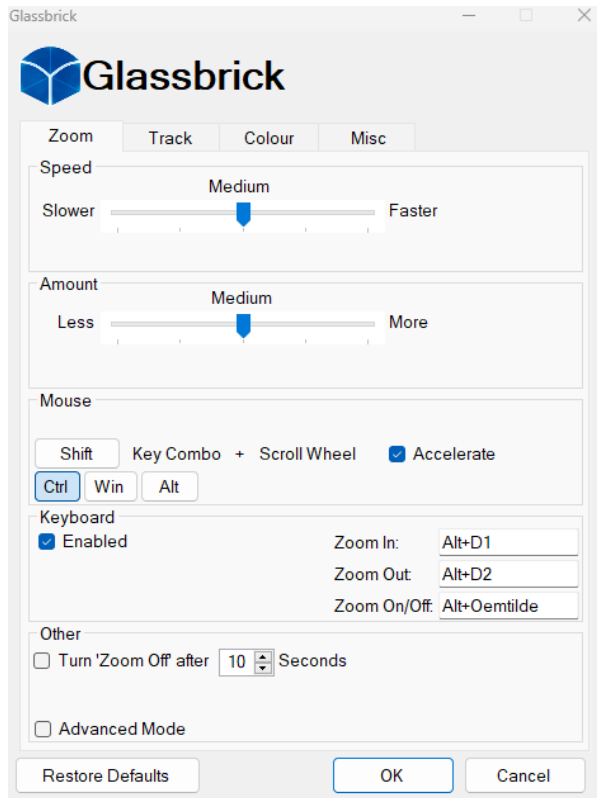 Glassbrick
Glassbrick
Zoom Track Colour Misc
Speed
Medium
Slower Faster
Amount
Medium
Less More
Mouse
Shift Key Combo + Scroll Wheel Accelerate
Ctrl Win Alt
Keyboard
Enabled Zoom In: Alt+D1
Zoom Out: Alt+D2
Zoom On/Off: Alt+Oemtilde
Other
Turn 'Zoom Off' after 10 Seconds
Advanced Mode
Restore Defaults OK Cancel